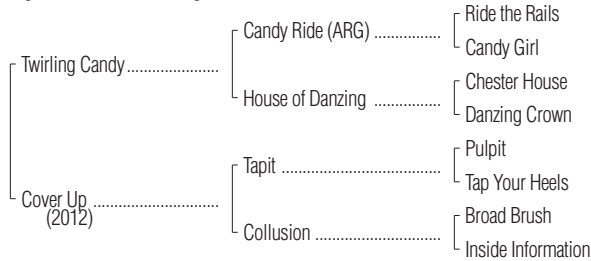 Ride the Rails
Candy Ride (ARG) ................
Candy Girl
Twirling Candy .....................
Chester House
House of Danzing ................
Danzing Crown
Pulpit
Tapit ......................................
Tap Your Heels
Cover Up .............................
(2012)
Broad Brush
Collusion ..............................
Inside Information